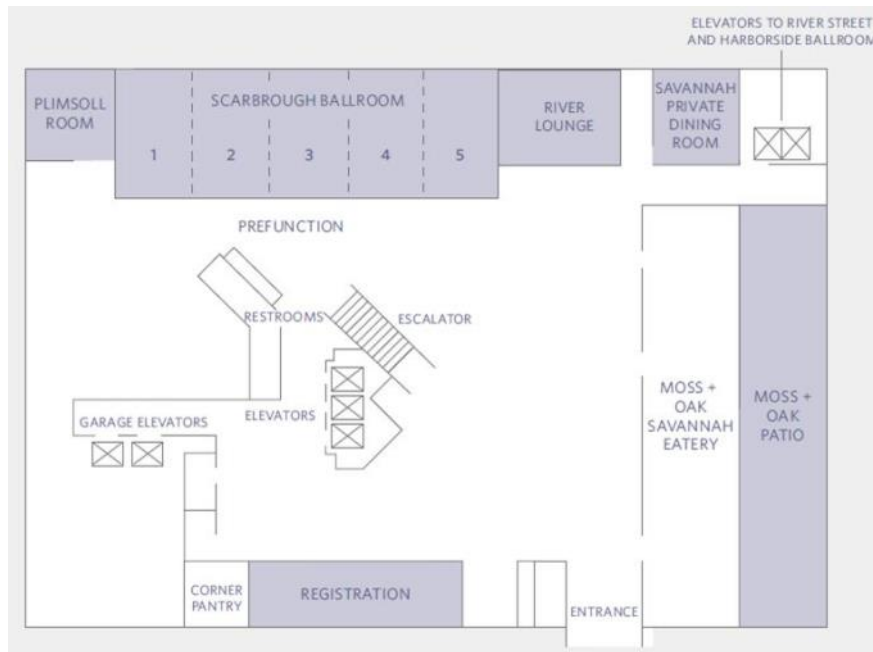 ELEVATORS TO RIVER STREET
AND HARBORSIDE BALLROOM
PLIMSOLL
ROOM
SCARBROUGH BALLROOM
1 2 3 4 5
RIVER
LOUNGE
SAVANNAH
PRIVATE
DINING
ROOM
PREFUNCTION
RESTROOMS
ESCALATOR
ELEVATORS
GARAGE ELEVATORS
MOSS +
OAK
SAVANNAH
EATERY
MOSS +
OAK
PATIO
CORNER
PANTRY
REGISTRATION
ENTRANCE